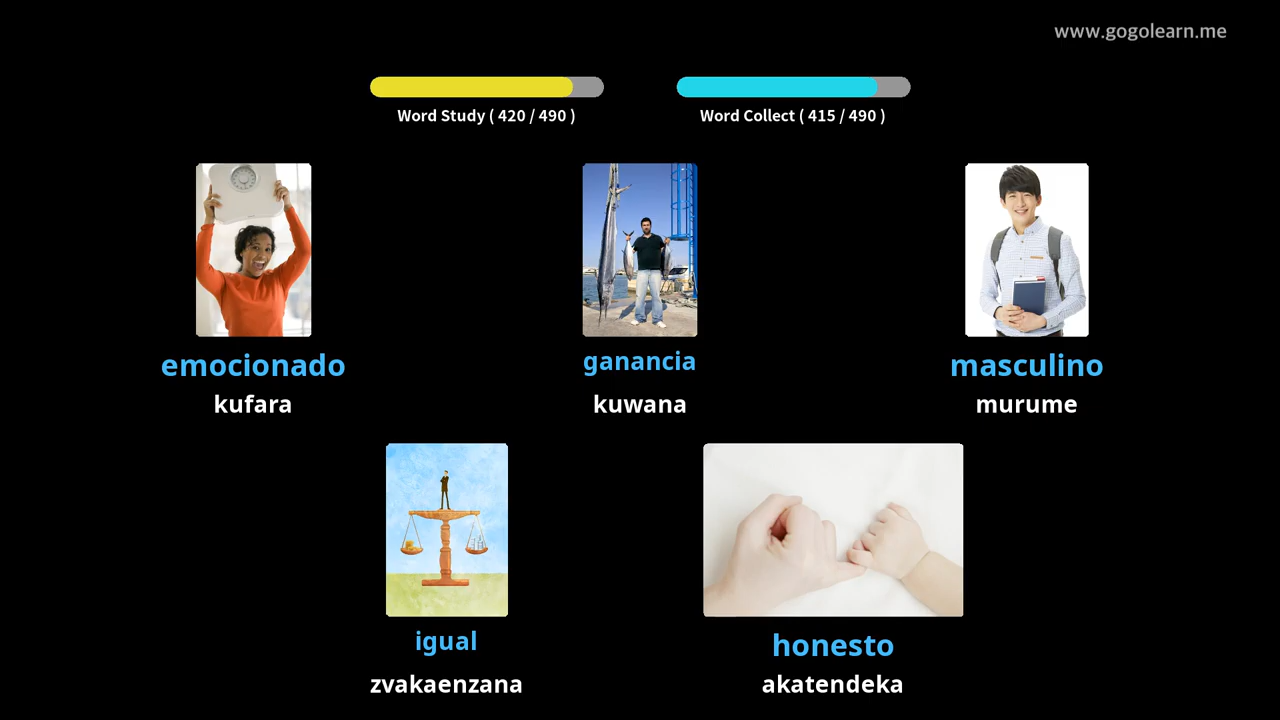 www.gogolearn.me
Word Study ( 420 / 490 )
Word Collect ( 415 / 490 )
emocionado
kufara
ganancia
kuwana
masculino
murume
igual
zvakaenzana
honesto
akatendeka